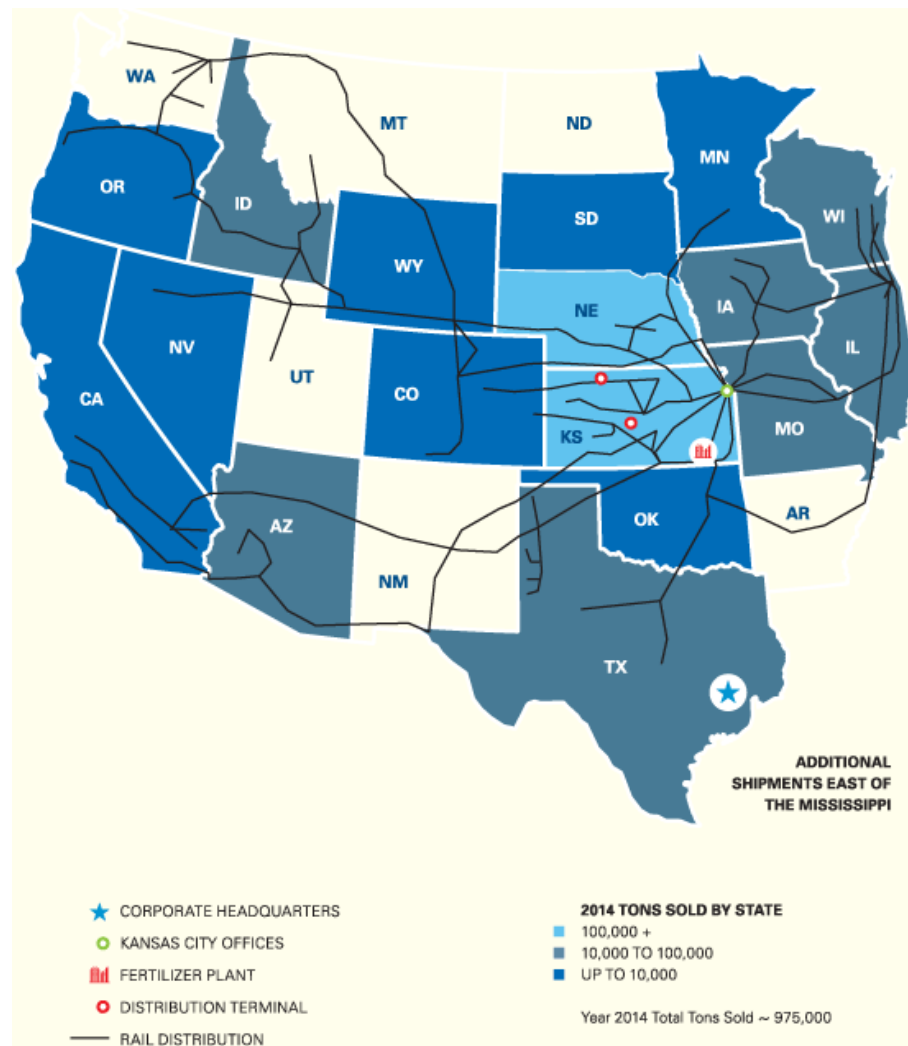 WA
MT
ND
MN
OR
ID
SD
WI
WY
NE
IA
NV
UT
CO
IL
CA
KS
MO
AZ
OK
AR
NM
TX
ADDITIONAL
SHIPMENTS EAST OF
THE MISSISSIPPI
CORPORATE HEADQUARTERS
KANSAS CITY OFFICES
FERTILIZER PLANT
DISTRIBUTION TERMINAL
RAIL DISTRIBUTION
2014 TONS SOLD BY STATE
100,000 +
10,000 TO 100,000
UP TO 10,000
Year 2014 Total Tons Sold ~ 975,000